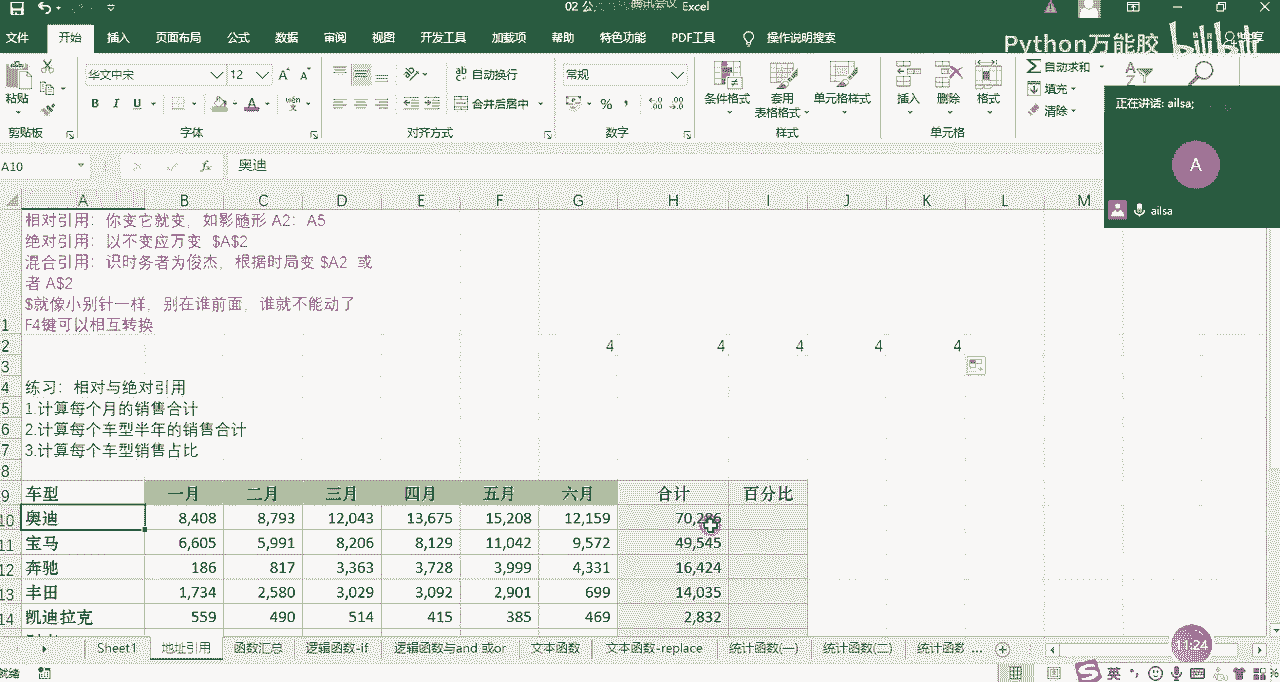 02 公 腾讯会议 Excel
文件 开始 插入 页面布局 公式 数据 审阅 视图 开发工具 加载项 帮助 特色功能 PDF工具 操作说明搜索
Python万能胶 bilibili
华文中宋 12 自动换行 常规 自动求和
粘贴 B I U 合并后居中 条件格式 套用 表格格式 单元格样式 插入 删除 格式 填充 清除
剪贴板 字体 对齐方式 数字 样式 单元格
正在讲话: ailsa;
A
ailsa
A10 fx 奥迪
A B C D E F G H I J K L M
相对引用：你变它就变，如影随形 A2：A5
绝对引用：以不变应万变 $A$2
混合引用：识时务者为俊杰，根据时局变 $A2 或
者 A$2
$就像小别针一样，别在谁前面，谁就不能动了
1 F4键可以相互转换
2 4 4 4 4 4
3
4 练习：相对与绝对引用
5 1.计算每个月的销售合计
6 2.计算每个车型半年的销售合计
7 3.计算每个车型销售占比
8
9 车型 一月 二月 三月 四月 五月 六月 合计 百分比
10 奥迪 8,408 8,793 12,043 13,675 15,208 12,159 70,286
11 宝马 6,605 5,991 8,206 8,129 11,042 9,572 49,545
12 奔驰 186 817 3,363 3,728 3,999 4,331 16,424
13 丰田 1,734 2,580 3,029 3,092 2,901 699 14,035
14 凯迪拉克 559 490 514 415 385 469 2,832
Sheet1 地址引用 函数汇总 逻辑函数-if 逻辑函数与and or 文本函数 文本函数-replace 统计函数(一) 统计函数(二) 统计函数 ...
11:24
就绪 英